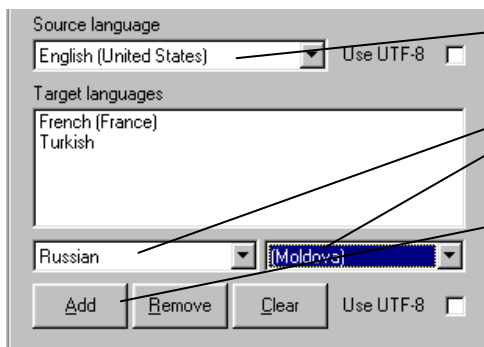 Source language
English (United States) Use UTF-8
Target languages
French (France)
Turkish
Russian (Moldova)
Add Remove Clear Use UTF-8